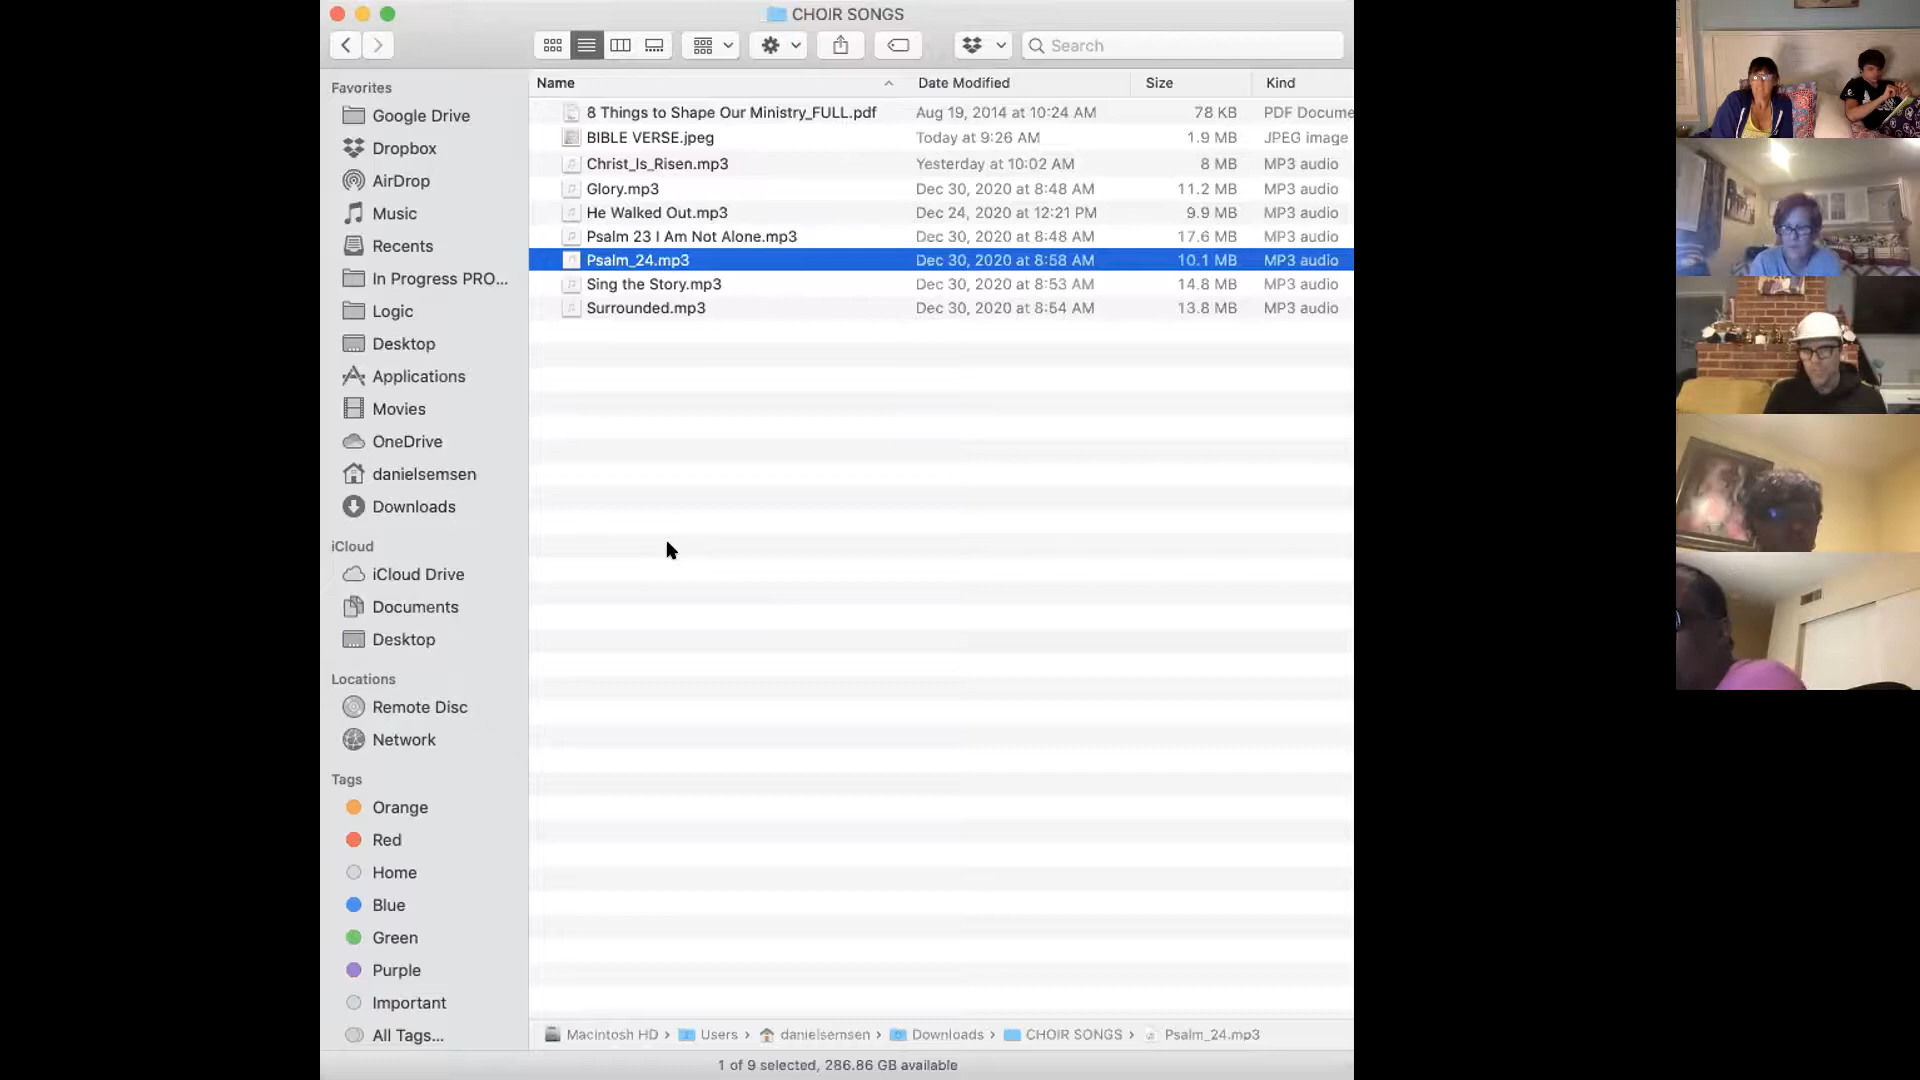 CHOIR SONGS
Search
Favorites
Google Drive
Dropbox
AirDrop
Music
Recents
In Progress PRO...
Logic
Desktop
Applications
Movies
OneDrive
danielsemsen
Downloads
iCloud
iCloud Drive
Documents
Desktop
Locations
Remote Disc
Network
Tags
Orange
Red
Home
Blue
Green
Purple
Important
All Tags...
Name Date Modified Size Kind
8 Things to Shape Our Ministry_FULL.pdf Aug 19, 2014 at 10:24 AM 78 KB PDF Docume
BIBLE VERSE.jpeg Today at 9:26 AM 1.9 MB JPEG image
Christ_Is_Risen.mp3 Yesterday at 10:02 AM 8 MB MP3 audio
Glory.mp3 Dec 30, 2020 at 8:48 AM 11.2 MB MP3 audio
He Walked Out.mp3 Dec 24, 2020 at 12:21 PM 9.9 MB MP3 audio
Psalm 23 I Am Not Alone.mp3 Dec 30, 2020 at 8:48 AM 17.6 MB MP3 audio
Psalm_24.mp3 Dec 30, 2020 at 8:58 AM 10.1 MB MP3 audio
Sing the Story.mp3 Dec 30, 2020 at 8:53 AM 14.8 MB MP3 audio
Surrounded.mp3 Dec 30, 2020 at 8:54 AM 13.8 MB MP3 audio
Macintosh HD › Users › danielsemsen › Downloads › CHOIR SONGS › Psalm_24.mp3
1 of 9 selected, 286.86 GB available